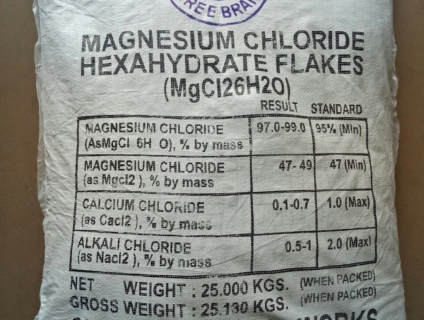 FREE BRAN
MAGNESIUM CHLORIDE
HEXAHYDRATE FLAKES
(MgCl26H2O)
RESULT STANDARD
MAGNESIUM CHLORIDE 97.0-99.0 95% (Min)
(AsMgCl 6H O), % by mass
MAGNESIUM CHLORIDE 47- 49 47 (Min)
(as Mgcl2 ), % by mass
CALCIUM CHLORIDE 0.1-0.7 1.0 (Max)
(as Cacl2 ), % by mass
ALKALI CHLORIDE 0.5-1 2.0 (Max)
(as Nacl2 ), % by mass
NET WEIGHT : 25.000 KGS. (WHEN PACKED)
GROSS WEIGHT : 25.130 KGS. (WHEN PACKED)
WORKS